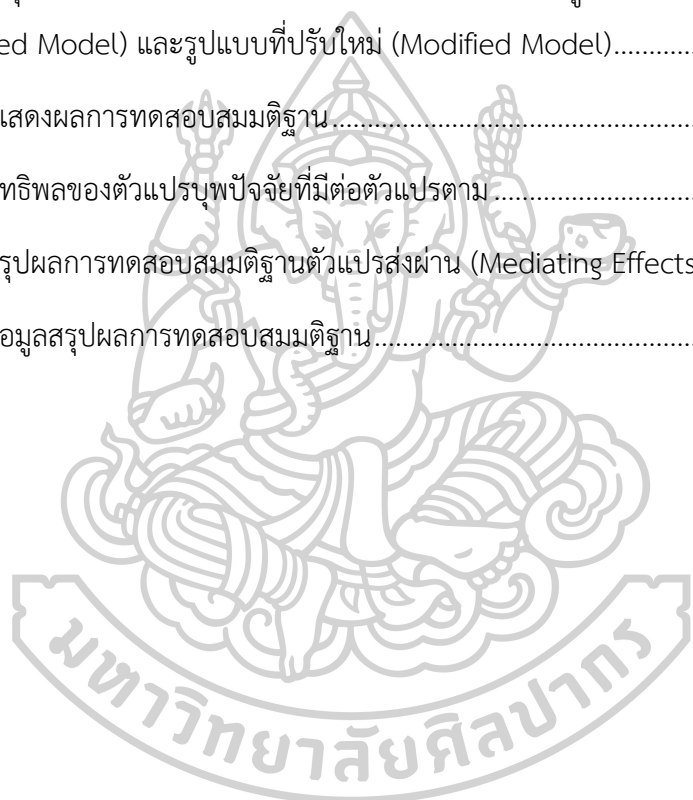 ed Model) และรูปแบบที่ปรับใหม่ (Modified Model)............
แสดงผลการทดสอบสมมติฐาน
ทธิพลของตัวแปรบุพปัจจัยที่มีต่อตัวแปรตาม
รุปผลการทดสอบสมมติฐานตัวแปรส่งผ่าน (Mediating Effects
อมูลสรุปผลการทดสอบสมมติฐาน
มหาวิทยาลัยศิลปากร